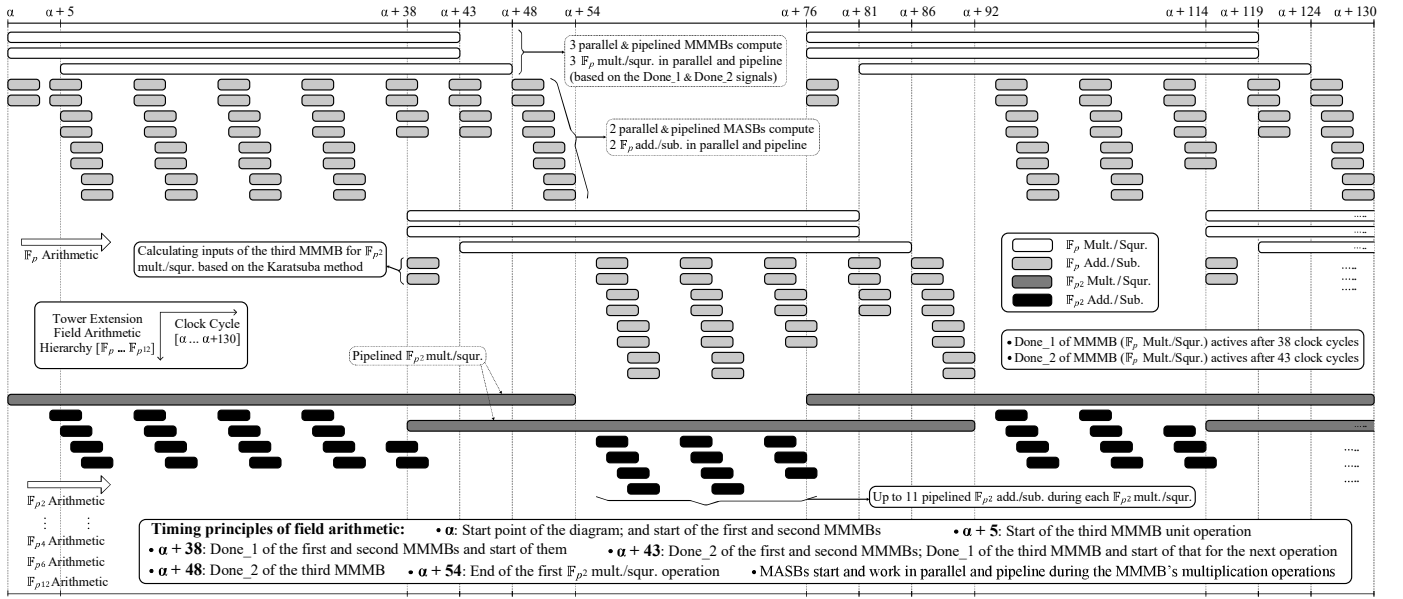 α α + 5 α + 38 α + 43 α + 48 α + 54 α + 76 α + 81 α + 86 α + 92 α + 114 α + 119 α + 124 α + 130
3 parallel & pipelined MMMBs compute
3 𝔽p mult./squr. in parallel and pipeline
(based on the Done_1 & Done_2 signals)
2 parallel & pipelined MASBs compute
2 𝔽p add./sub. in parallel and pipeline
𝔽p Arithmetic
Calculating inputs of the third MMMB for 𝔽p2
mult./squr. based on the Karatsuba method
𝔽p Mult./Squr.
𝔽p Add./Sub.
𝔽p2 Mult./Squr.
𝔽p2 Add./Sub.
.....
.....
.....
.....
.....
.....
Tower Extension
Field Arithmetic
Hierarchy [𝔽p ... 𝔽p12]
Clock Cycle
[α ... α+130]
• Done_1 of MMMB (𝔽p Mult./Squr.) actives after 38 clock cycles
• Done_2 of MMMB (𝔽p Mult./Squr.) actives after 43 clock cycles
Pipelined 𝔽p2 mult./squr.
.....
.....
.....
.....
𝔽p2 Arithmetic
⋮ ⋮
𝔽p4 Arithmetic
𝔽p6 Arithmetic
𝔽p12 Arithmetic
Up to 11 pipelined 𝔽p2 add./sub. during each 𝔽p2 mult./squr.
Timing principles of field arithmetic: • α: Start point of the diagram; and start of the first and second MMMBs • α + 5: Start of the third MMMB unit operation
• α + 38: Done_1 of the first and second MMMBs and start of them • α + 43: Done_2 of the first and second MMMBs; Done_1 of the third MMMB and start of that for the next operation
• α + 48: Done_2 of the third MMMB • α + 54: End of the first 𝔽p2 mult./squr. operation • MASBs start and work in parallel and pipeline during the MMMB's multiplication operations